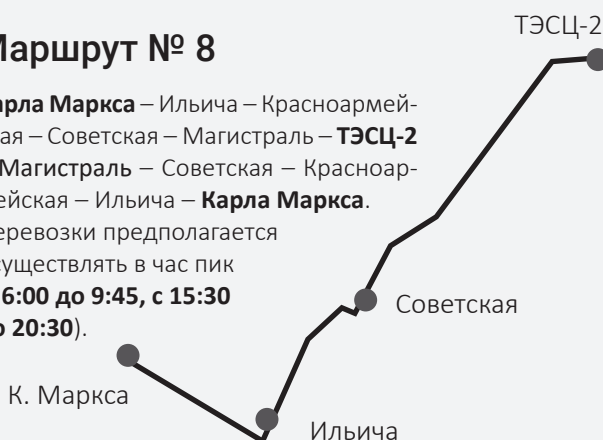 ТЭСЦ-2
Маршрут № 8
арла Маркса – Ильича – Красноармей-
ая – Советская – Магистраль – ТЭСЦ-2
Магистраль – Советская – Красноар-
ейская – Ильича – Карла Маркса.
еревозки предполагается
существлять в час пик
6:00 до 9:45, с 15:30
о 20:30).
Советская
К. Маркса
Ильича